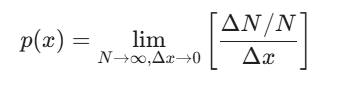 p(x) = lim_{N→∞,Δx→0} [ (ΔN/N) / Δx ]